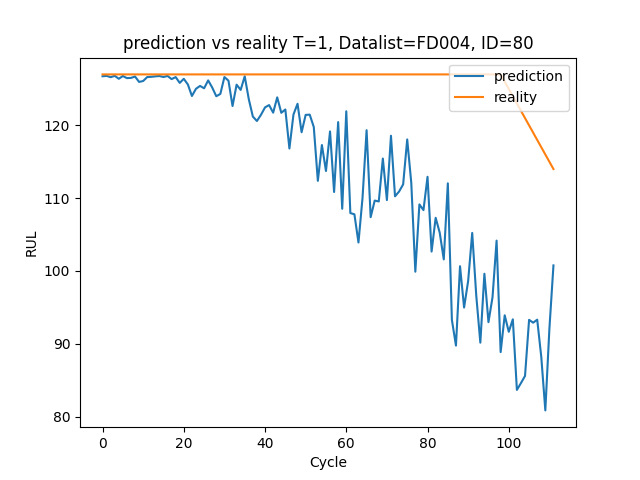 prediction vs reality T=1, Datalist=FD004, ID=80
prediction
reality
120
110
100
90
80
RUL
0 20 40 60 80 100
Cycle